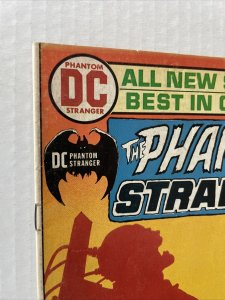 PHANTOM
DC
STRANGER
ALL NEW
BEST IN
DC PHANTOM
STRANGER
THE PHAN
STRAN